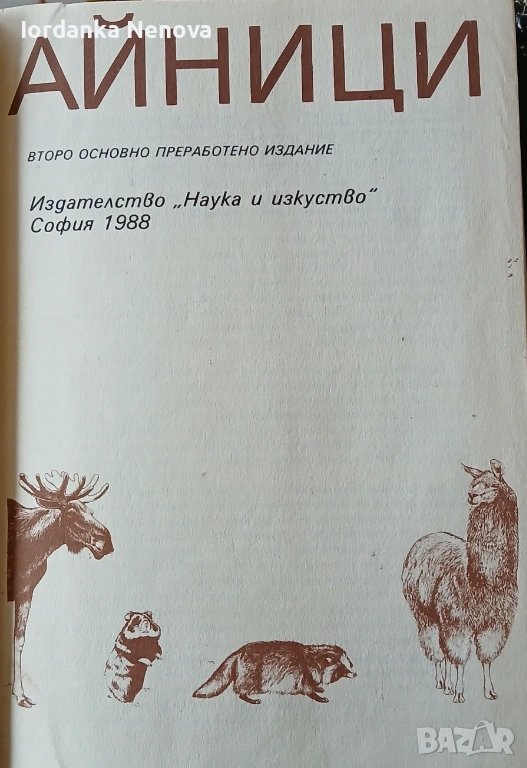 Iordanka Nenova
АЙНИЦИ
ВТОРО ОСНОВНО ПРЕРАБОТЕНО ИЗДАНИЕ
Издателство „Наука и изкуство“
София 1988
BAZAR